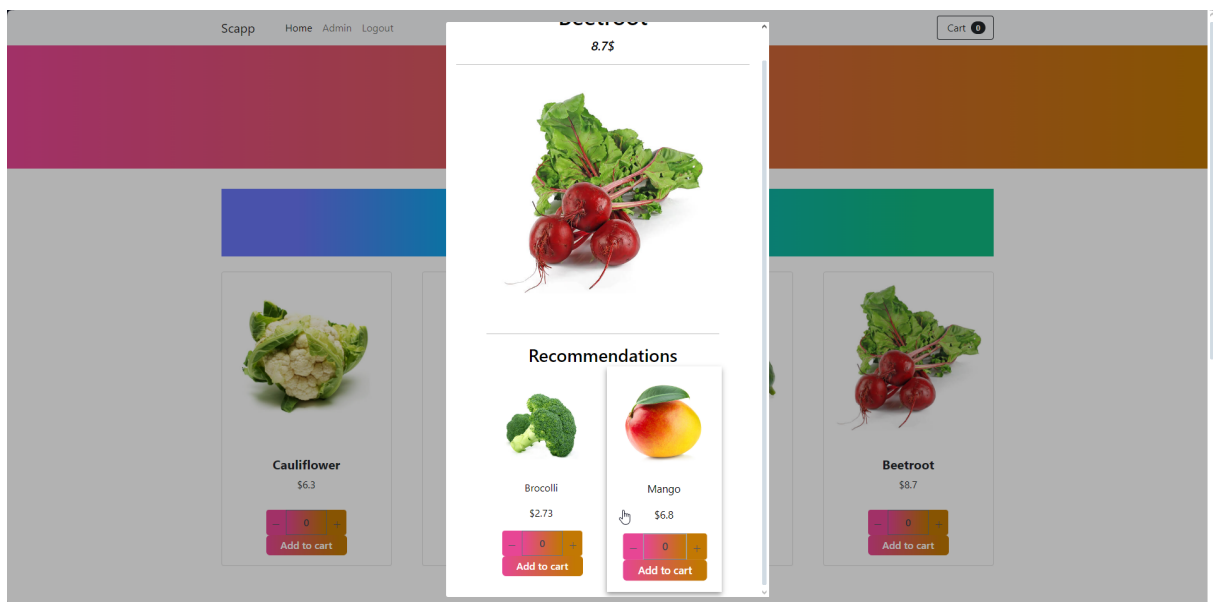 Scapp Home Admin Logout
Cart 0
Beetroot
8.7$
Recommendations
Brocolli
$2.73
− 0 +
Add to cart
Mango
$6.8
− 0 +
Add to cart
Cauliflower
$6.3
− 0 +
Add to cart
Beetroot
$8.7
− 0 +
Add to cart